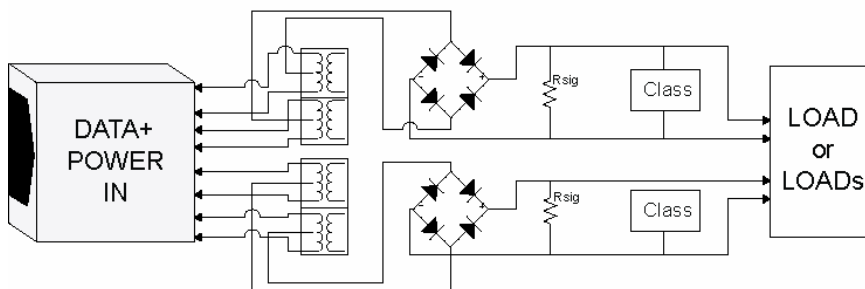 DATA+
POWER
IN
Rsig
Class
LOAD
or
LOADs
Rsig
Class